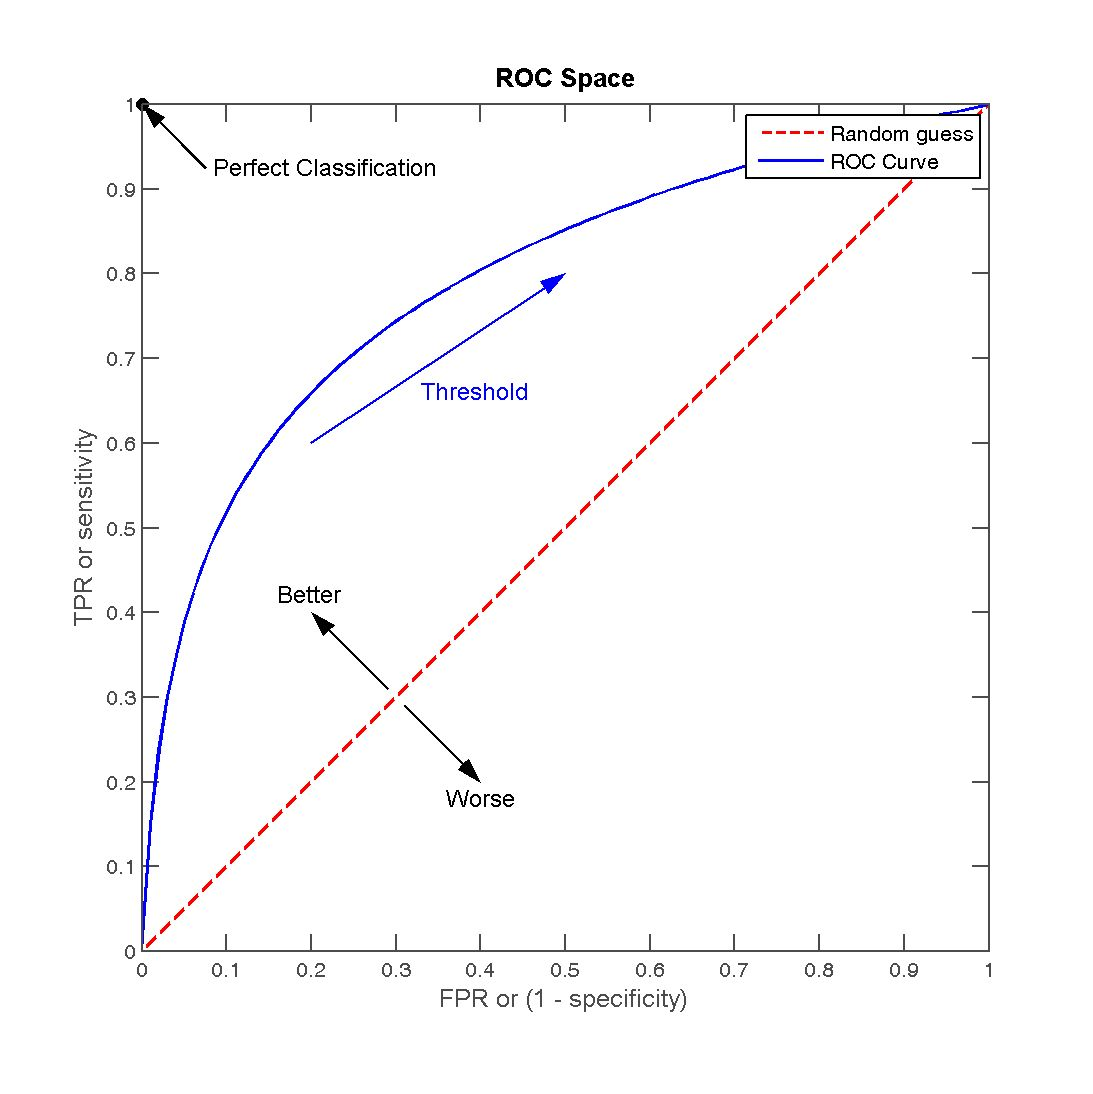 ROC Space
Random guess
ROC Curve
Perfect Classification
Threshold
Better
Worse
TPR or sensitivity
1
0.9
0.8
0.7
0.6
0.5
0.4
0.3
0.2
0.1
0
0 0.1 0.2 0.3 0.4 0.5 0.6 0.7 0.8 0.9 1
FPR or (1 - specificity)